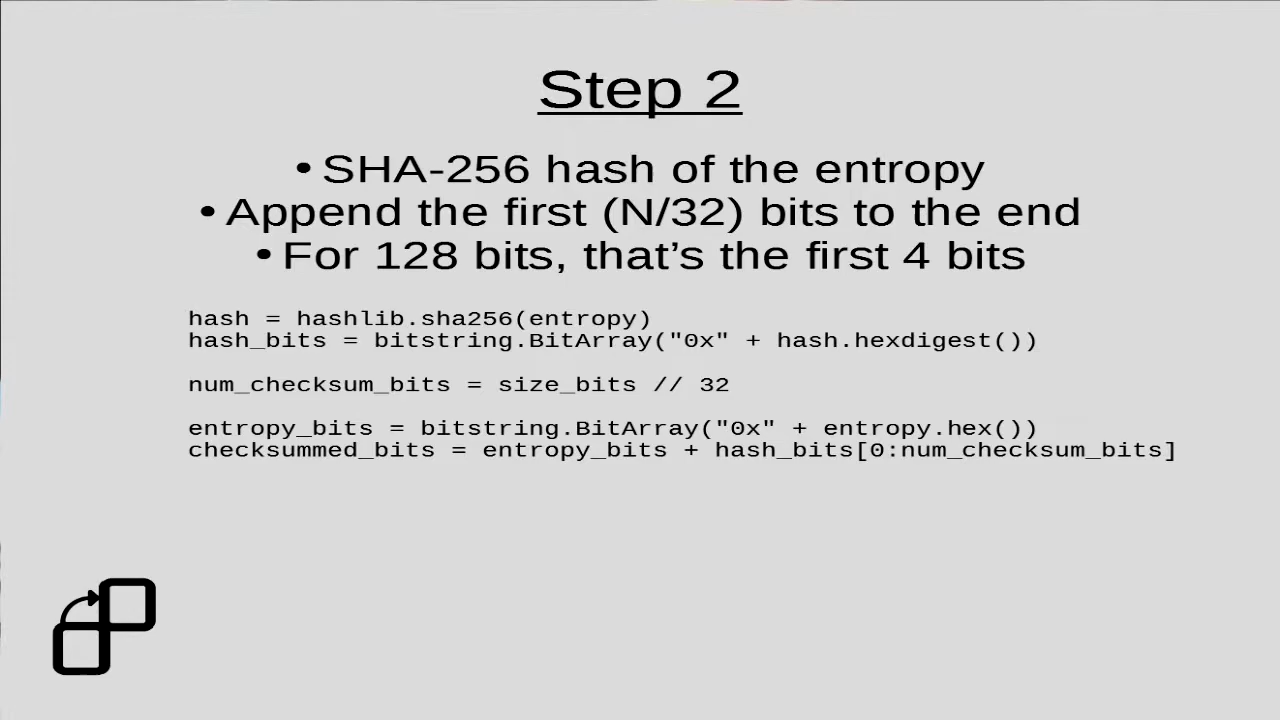 Step 2
• SHA-256 hash of the entropy
• Append the first (N/32) bits to the end
• For 128 bits, that’s the first 4 bits
hash = hashlib.sha256(entropy)
hash_bits = bitstring.BitArray("0x" + hash.hexdigest())
num_checksum_bits = size_bits // 32
entropy_bits = bitstring.BitArray("0x" + entropy.hex())
checksummed_bits = entropy_bits + hash_bits[0:num_checksum_bits]